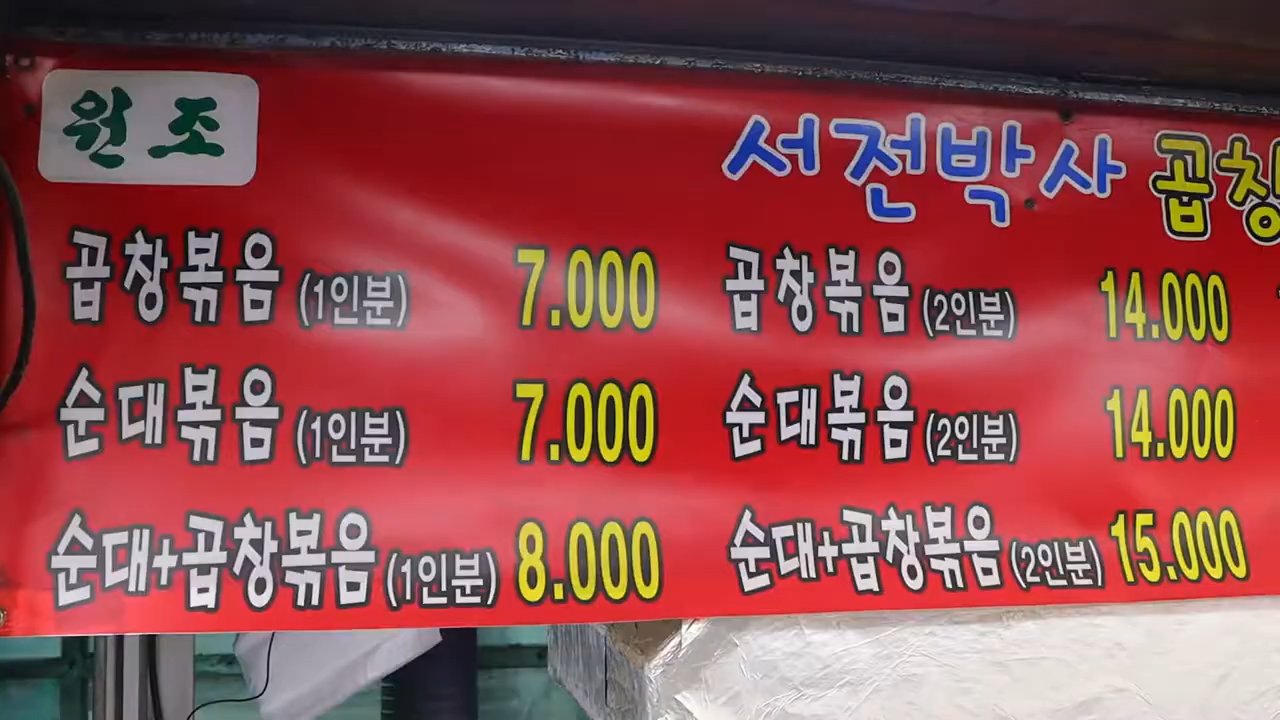 원조
서전박사 곱창
곱창볶음 (1인분) 7.000
순대볶음 (1인분) 7.000
순대+곱창볶음 (1인분) 8.000
곱창볶음 (2인분) 14.000
순대볶음 (2인분) 14.000
순대+곱창볶음 (2인분) 15.000